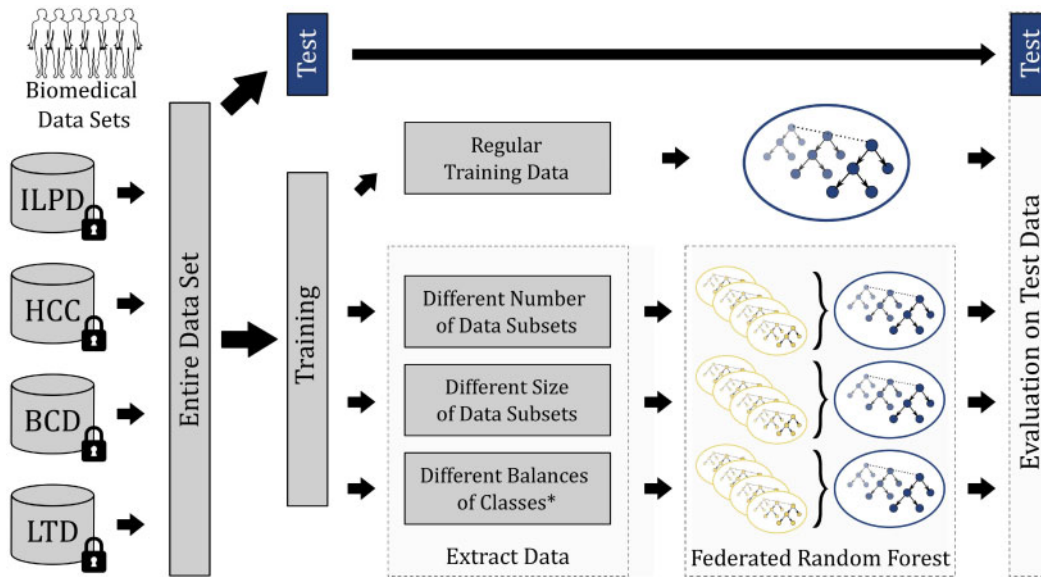 Biomedical
Data Sets
ILPD
HCC
BCD
LTD
Entire Data Set
Test
Training
Regular
Training Data
Different Number
of Data Subsets
Different Size
of Data Subsets
Different Balances
of Classes*
Extract Data
Federated Random Forest
Test
Evaluation on Test Data